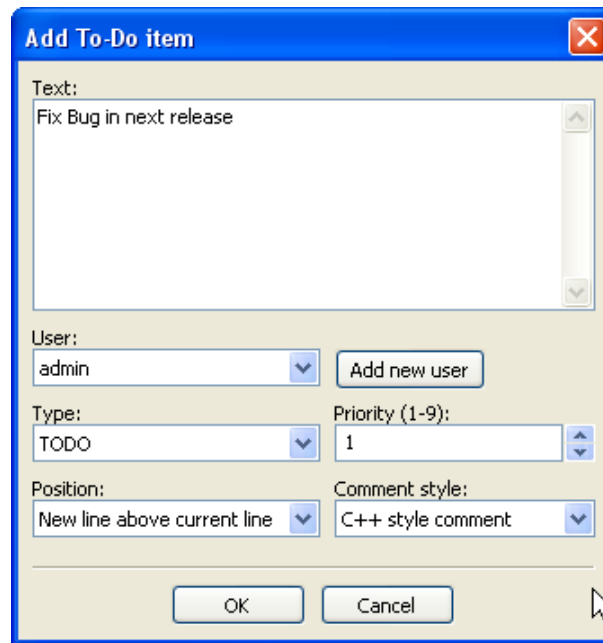 Add To-Do item
Text:
Fix Bug in next release
User:
admin
Add new user
Type:
Priority (1-9):
TODO
1
Position:
Comment style:
New line above current line
C++ style comment
OK
Cancel